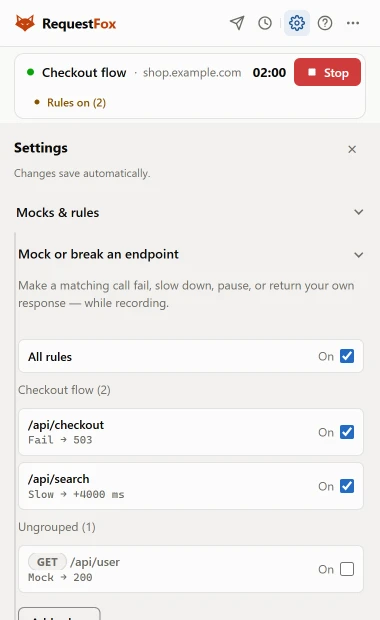 RequestFox
Checkout flow · shop.example.com 02:00 Stop
Rules on (2)
Settings
Changes save automatically.
Mocks & rules
Mock or break an endpoint
Make a matching call fail, slow down, pause, or return your own
response — while recording.
All rules On
Checkout flow (2)
/api/checkout
Fail → 503
On
/api/search
Slow → +4000 ms
On
Ungrouped (1)
GET /api/user
Mock → 200
On